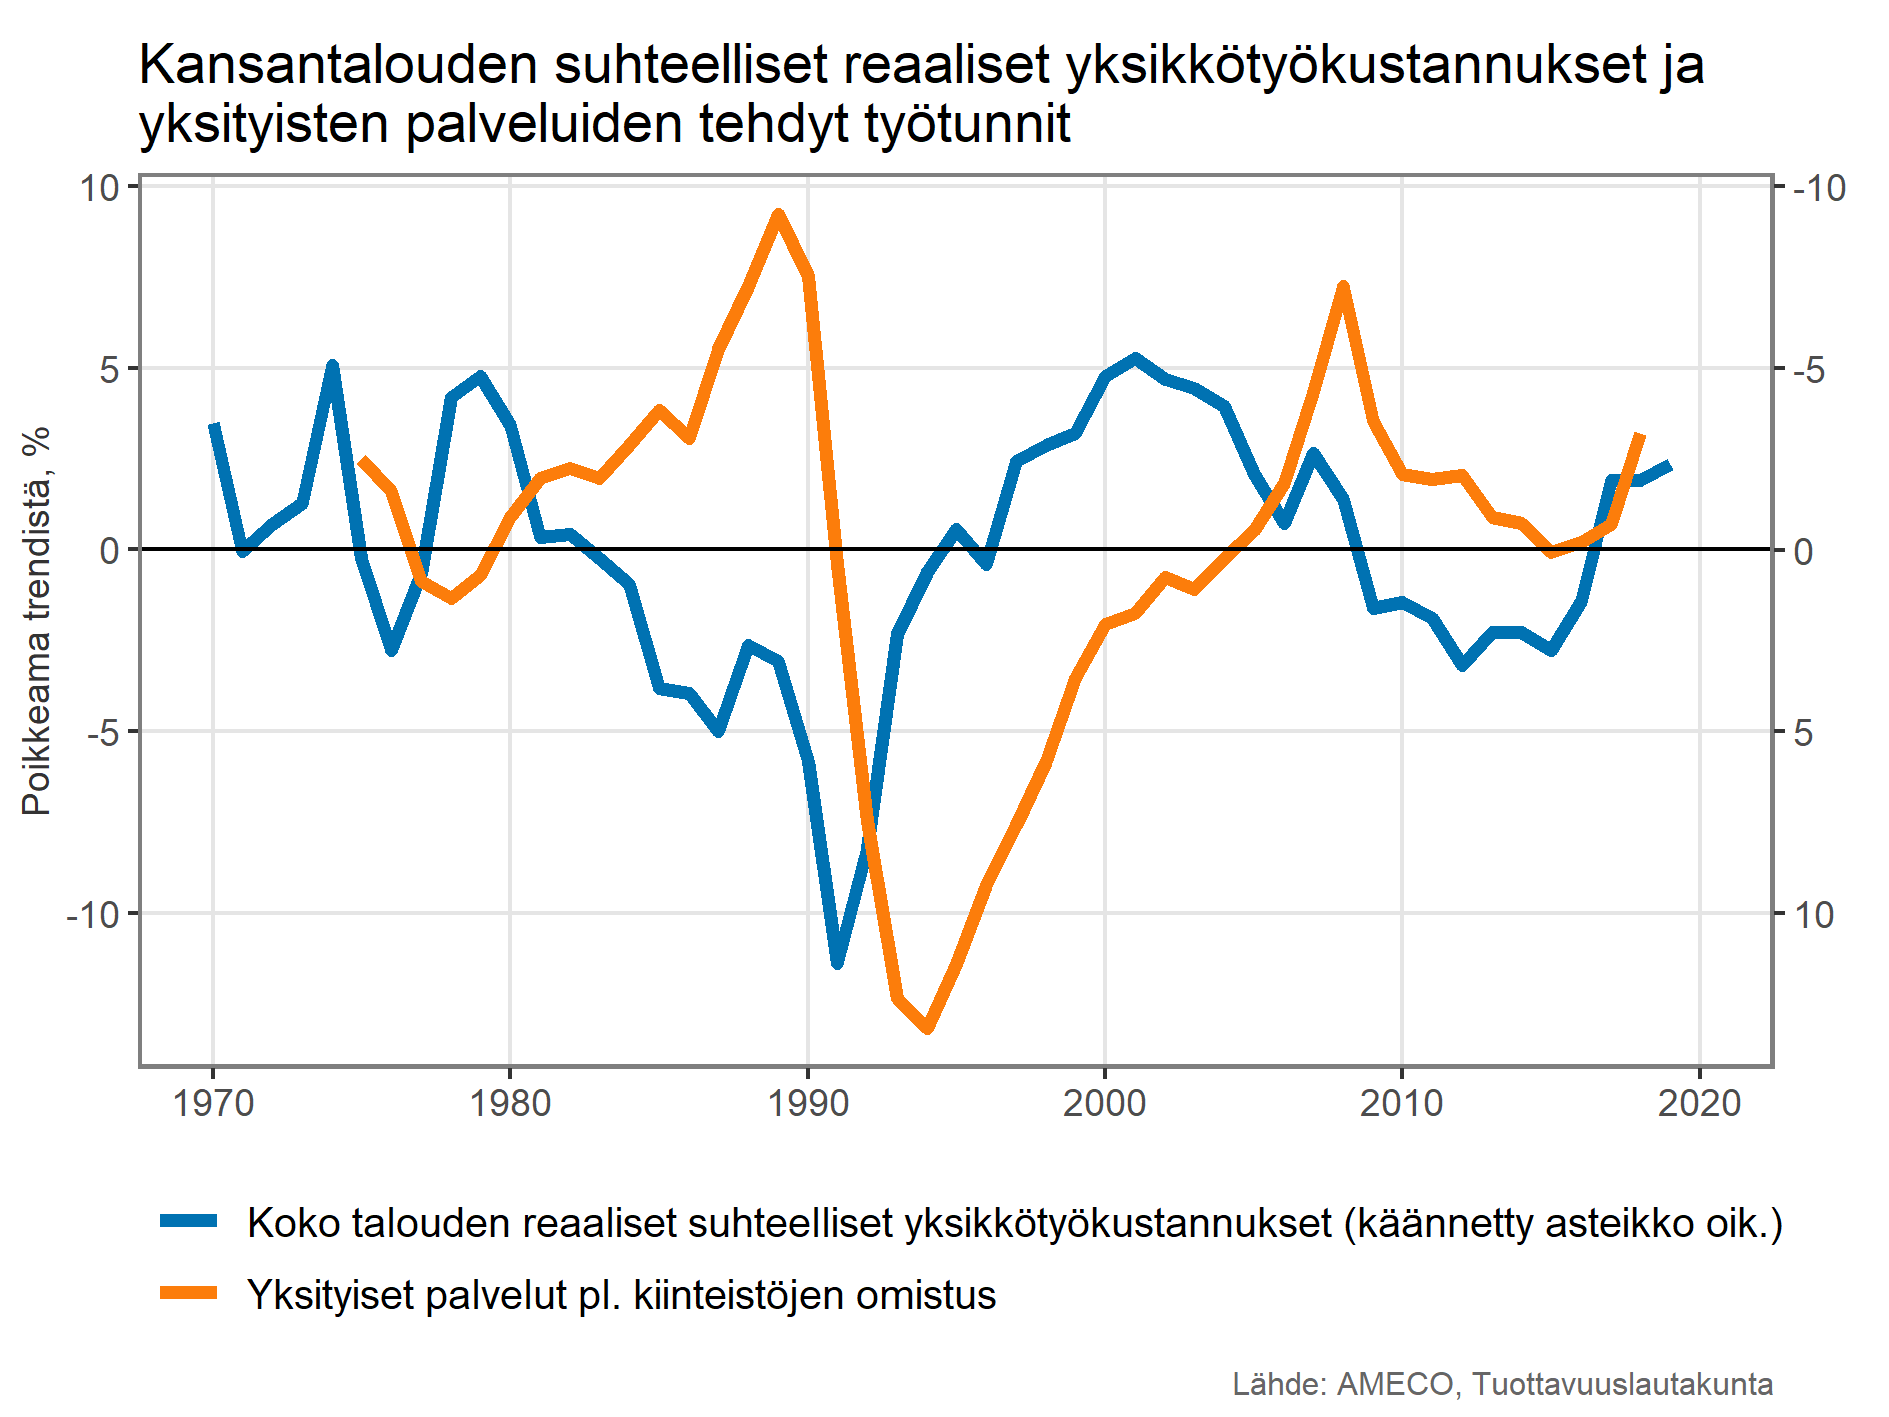 Kansantalouden suhteelliset reaaliset yksikkötyökustannukset ja
yksityisten palveluiden tehdyt työtunnit
Poikkeama trendistä, %
10
5
0
-5
-10
-10
-5
0
5
10
1970
1980
1990
2000
2010
2020
Koko talouden reaaliset suhteelliset yksikkötyökustannukset (käännetty asteikko oik.)
Yksityiset palvelut pl. kiinteistöjen omistus
Lähde: AMECO, Tuottavuuslautakunta